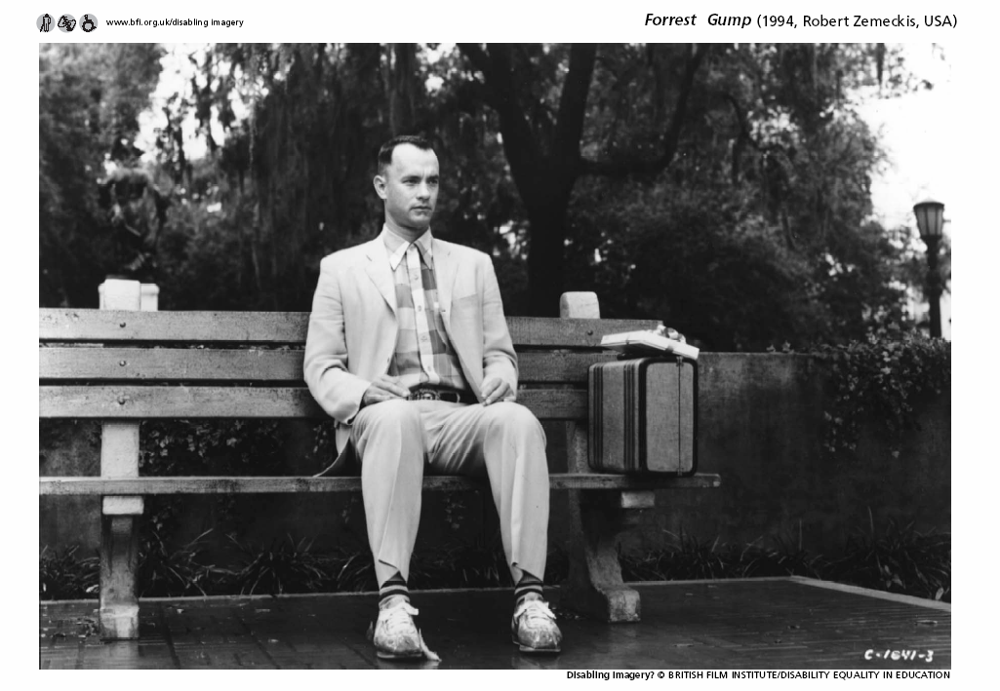 www.bfi.org.uk/disabling imagery
Forrest Gump (1994, Robert Zemeckis, USA)
C-1641-3
Disabling Imagery? © BRITISH FILM INSTITUTE/DISABILITY EQUALITY IN EDUCATION